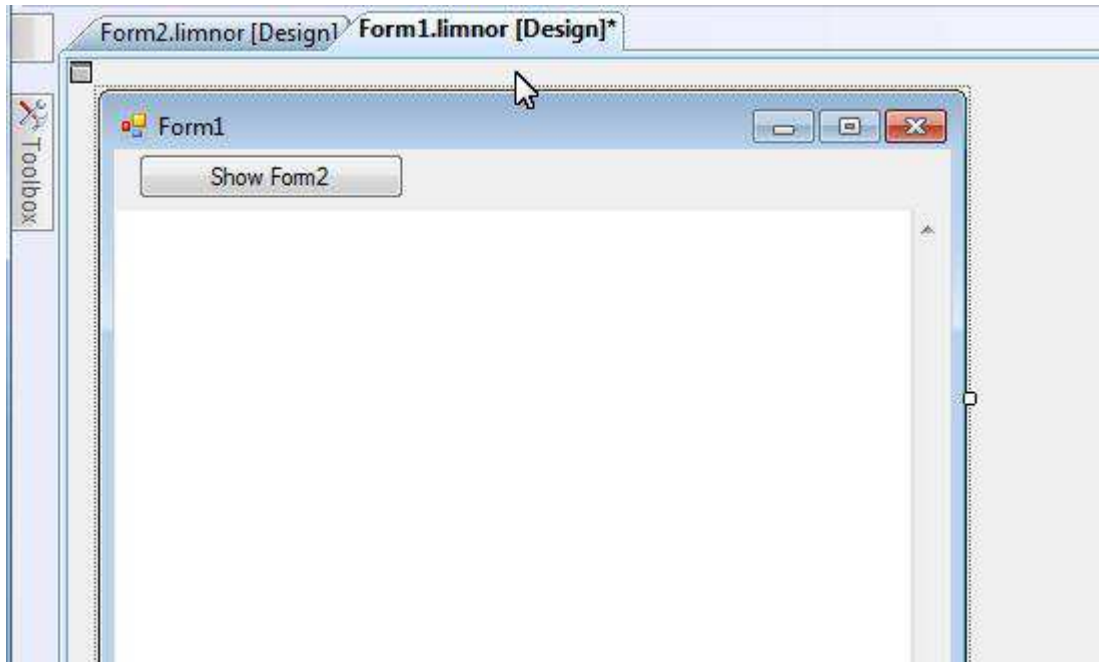 Form2.limnor [Design]
Form1.limnor [Design]*
Toolbox
Form1
Show Form2